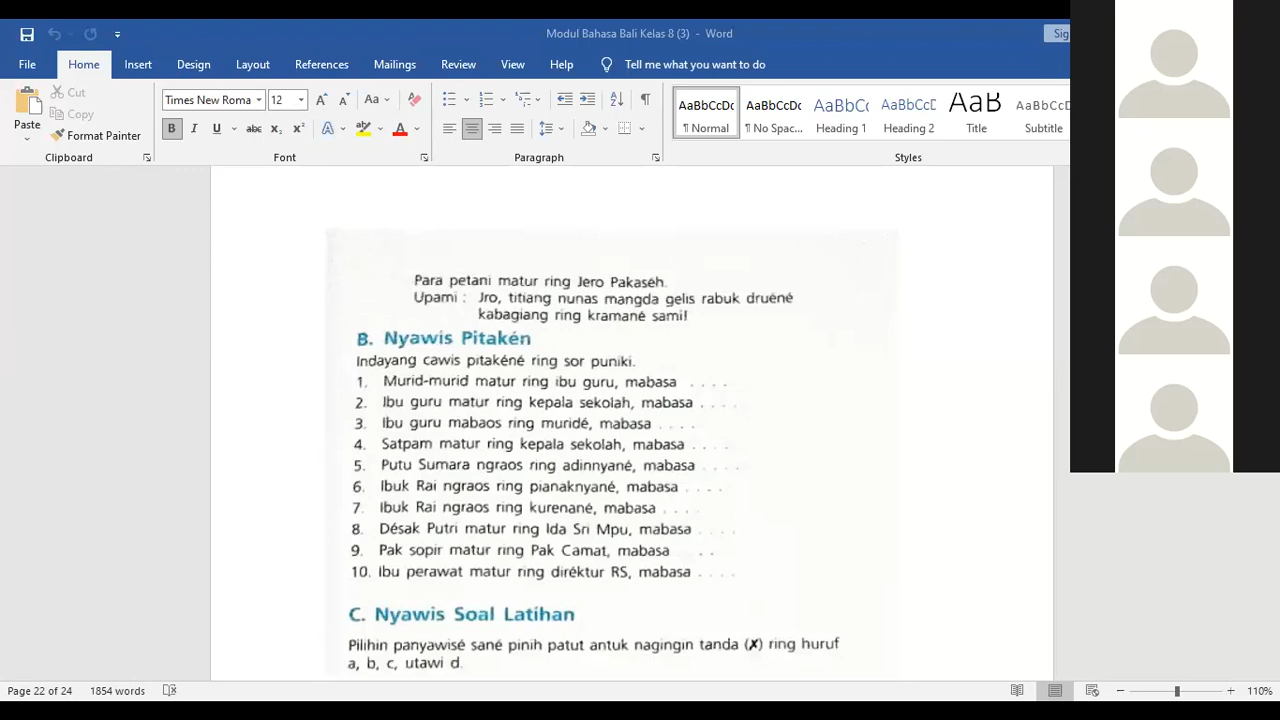 Modul Bahasa Bali Kelas 8 (3) - Word
Sig
File Home Insert Design Layout References Mailings Review View Help Tell me what you want to do
Paste
Cut
Copy
Format Painter
Clipboard
Times New Roma 12
Font
Paragraph
AaBbCcDc AaBbCcDc AaBbC AaBbCcD AaB AaBbCcD
¶ Normal ¶ No Spac... Heading 1 Heading 2 Title Subtitle
Styles
Para petani matur ring Jero Pakaséh.
Upami : Jro, titiang nunas mangda gelis rabuk druéné
kabagiang ring kramané sami!
B. Nyawis Pitakén
Indayang cawis pitakéné ring sor puniki.
1. Murid-murid matur ring ibu guru, mabasa . . . .
2. Ibu guru matur ring kepala sekolah, mabasa . . . .
3. Ibu guru mabaos ring muridé, mabasa . . . .
4. Satpam matur ring kepala sekolah, mabasa . . . .
5. Putu Sumara ngraos ring adinnyané, mabasa . . . .
6. Ibuk Rai ngraos ring pianaknyané, mabasa . . . .
7. Ibuk Rai ngraos ring kurenané, mabasa . . . .
8. Désak Putri matur ring Ida Sri Mpu, mabasa . . . .
9. Pak sopir matur ring Pak Camat, mabasa . .
10. Ibu perawat matur ring diréktur RS, mabasa . . . .
C. Nyawis Soal Latihan
Pilihin panyawisé sané pinih patut antuk nagingin tanda (✗) ring huruf
a, b, c, utawi d.
Page 22 of 24 1854 words 110%